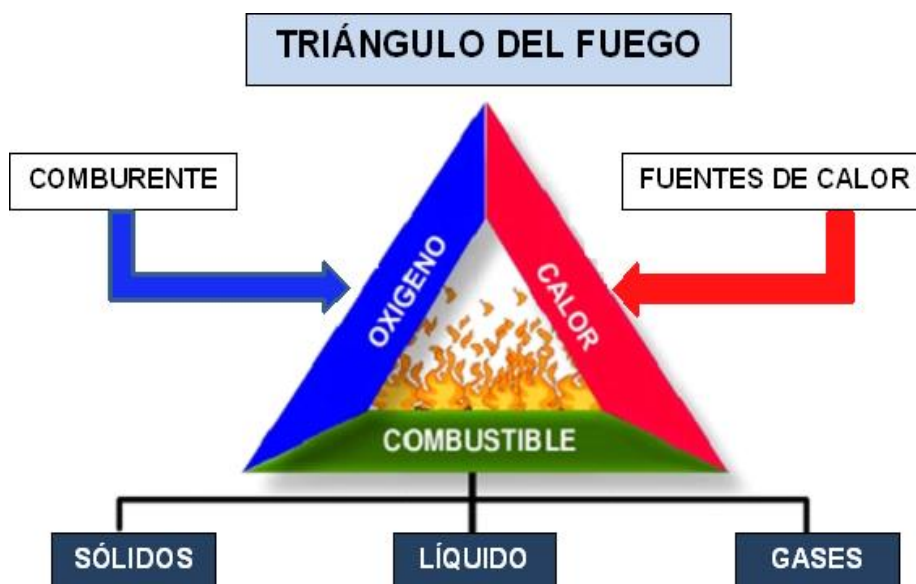 TRIÁNGULO DEL FUEGO
COMBURENTE
FUENTES DE CALOR
OXIGENO
CALOR
COMBUSTIBLE
SÓLIDOS
LÍQUIDO
GASES